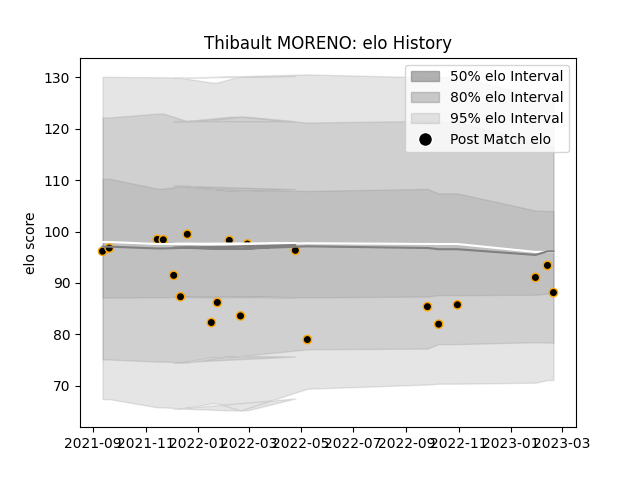 Thibault MORENO: elo History
50% elo Interval
80% elo Interval
95% elo Interval
Post Match elo
elo score
130
120
110
100
90
80
70
2021-09 2021-11 2022-01 2022-03 2022-05 2022-07 2022-09 2022-11 2023-01 2023-03